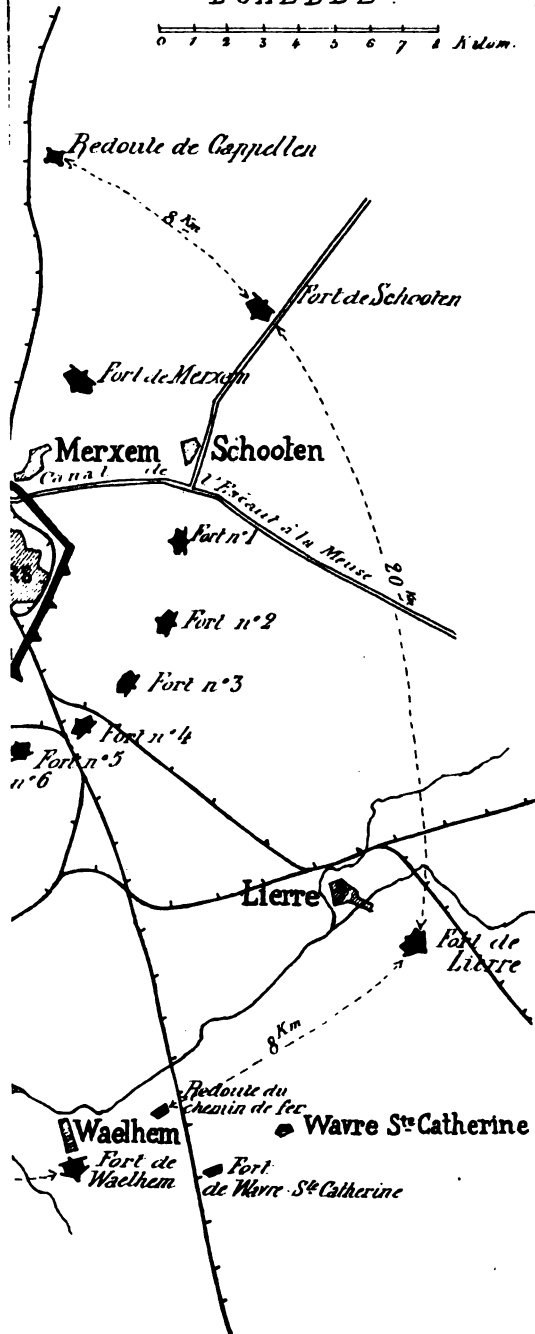 0 1 2 3 4 5 6 7 8 Kilom.
Redoute de Cappellen
8 Km
Fort de Schooten
Fort de Merxem
Merxem
Schooten
Canal de l'Escaut à la Meuse
Fort n°1
20 Km
Fort n°2
Fort n°3
Fort n°4
Fort n°5
n°6
Lierre
Fort de
Lierre
8 Km
Redoute du
chemin de fer
Waelhem
Wavre Ste Catherine
Fort de
Waelhem
Fort
de Wavre Ste Catherine